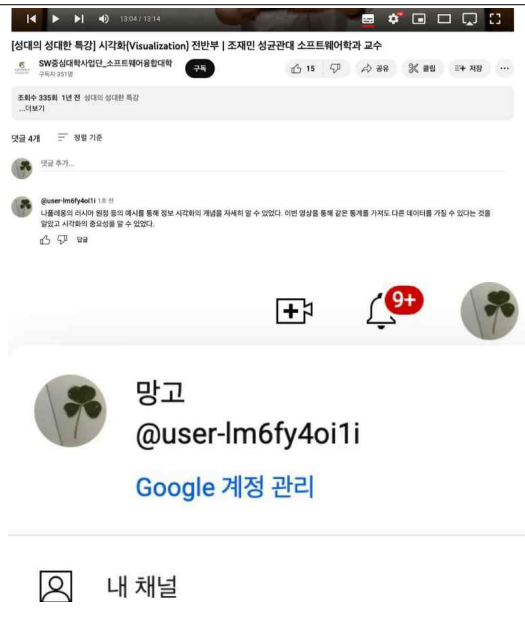 13:04 / 13:14
[성대의 성대한 특강] 시각화(Visualization) 전반부 | 조재민 성균관대 소프트웨어학과 교수
SW중심대학사업단_소프트웨어융합대학
구독자 351명
구독
15
공유
클립
저장
조회수 335회 1년 전 성대의 성대한 특강
...더보기
댓글 4개
정렬 기준
댓글 추가...
@user-lm6fy4oi1i 1초 전
나폴레옹의 러시아 원정 등의 예시를 통해 정보 시각화의 개념을 자세히 알 수 있었다. 이번 영상을 통해 같은 통계를 가져도 다른 데이터를 가질 수 있다는 것을
알았고 시각화의 중요성을 알 수 있었다.
답글
9+
망고
@user-lm6fy4oi1i
Google 계정 관리
내 채널